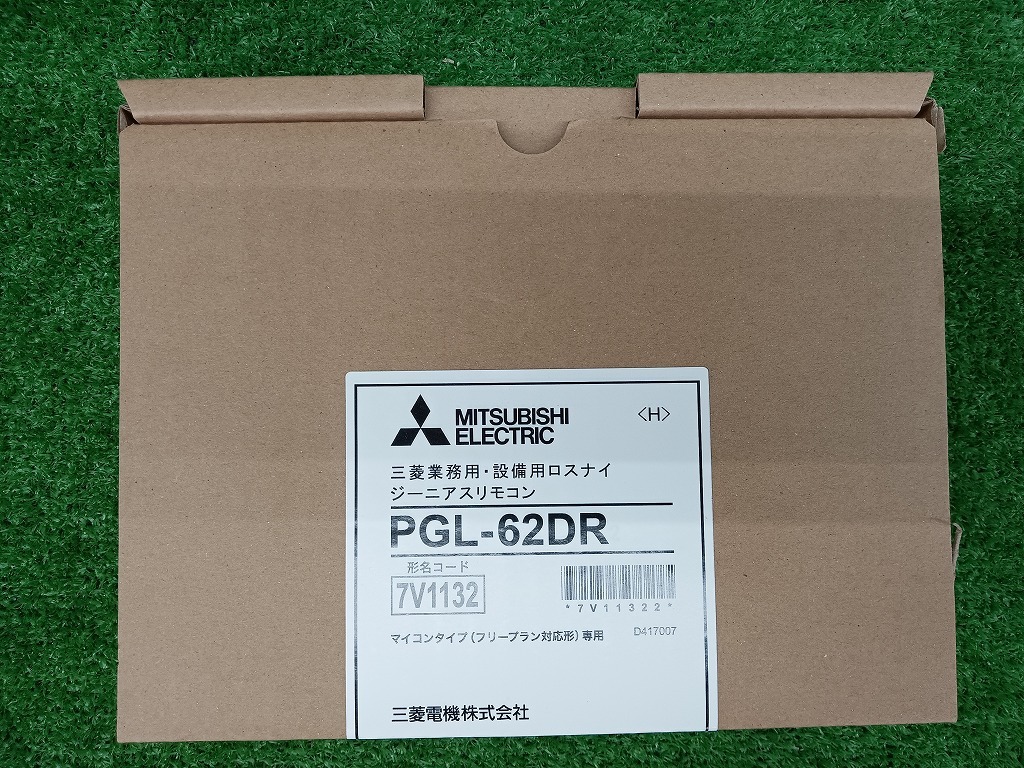 MITSUBISHI
ELECTRIC
〈H〉
三菱業務用・設備用ロスナイ
ジーニアスリモコン
PGL-62DR
形名コード
7V1132
*7V11322*
マイコンタイプ(フリープラン対応形)専用
D417007
三菱電機株式会社